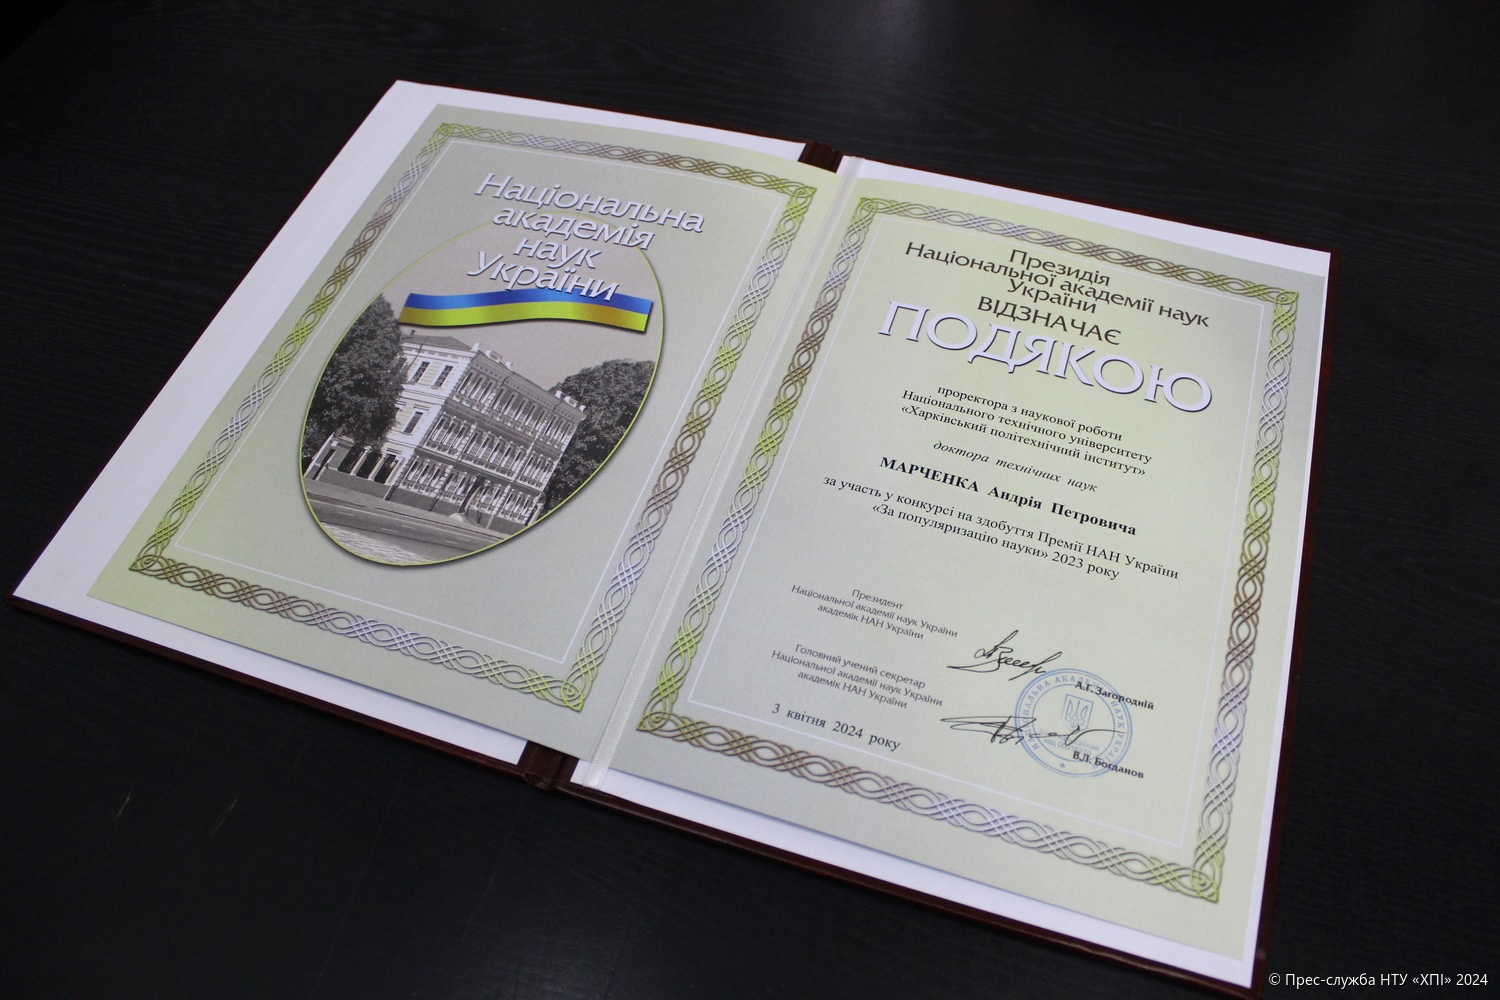 Національна
академія
наук
України
Президія
Національної академії наук
України
ВІДЗНАЧАЄ
ПОДЯКОЮ
проректора з наукової роботи
Національного технічного університету
«Харківський політехнічний інститут»
доктора технічних наук
МАРЧЕНКА Андрія Петровича
за участь у конкурсі на здобуття Премії НАН України
«За популяризацію науки» 2023 року
Президент
Національної академії наук України
академік НАН України
А.Г. Загородній
Головний учений секретар
Національної академії наук України
академік НАН України
В.Л. Богданов
3 квітня 2024 року
© Прес-служба НТУ «ХПІ» 2024